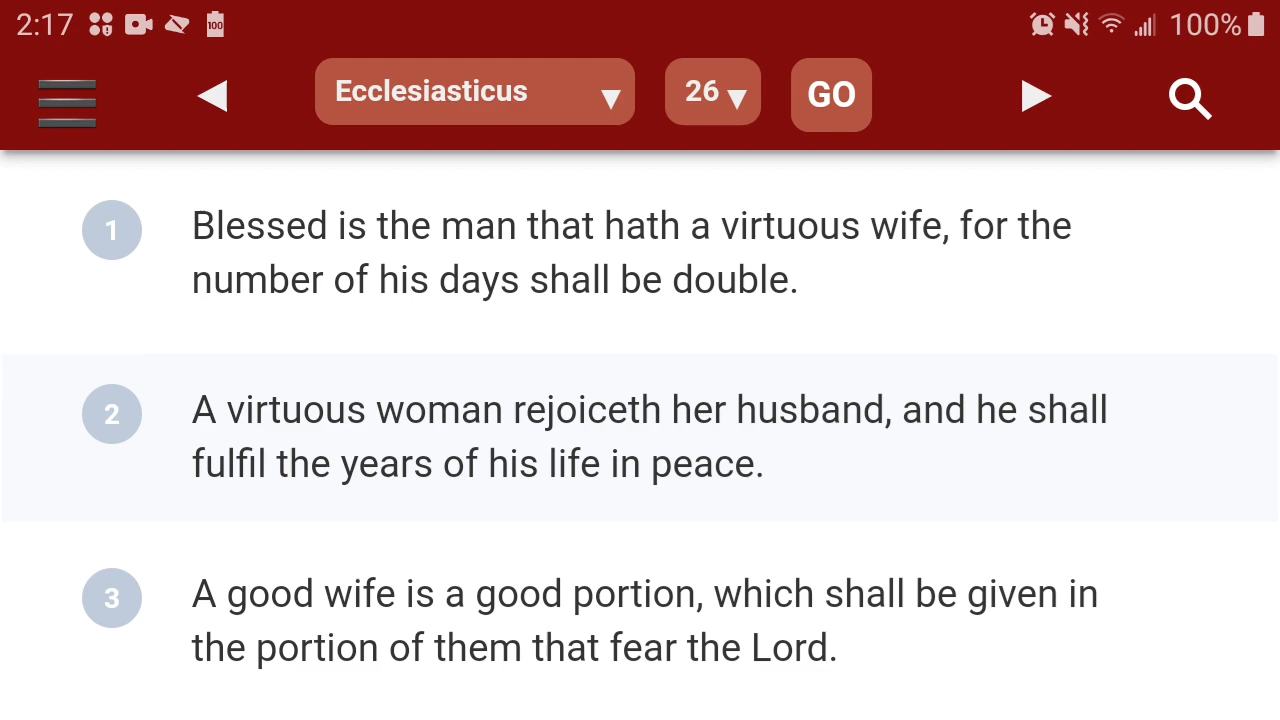 2:17 100 100%
Ecclesiasticus 26 GO
1 Blessed is the man that hath a virtuous wife, for the
number of his days shall be double.
2 A virtuous woman rejoiceth her husband, and he shall
fulfil the years of his life in peace.
3 A good wife is a good portion, which shall be given in
the portion of them that fear the Lord.